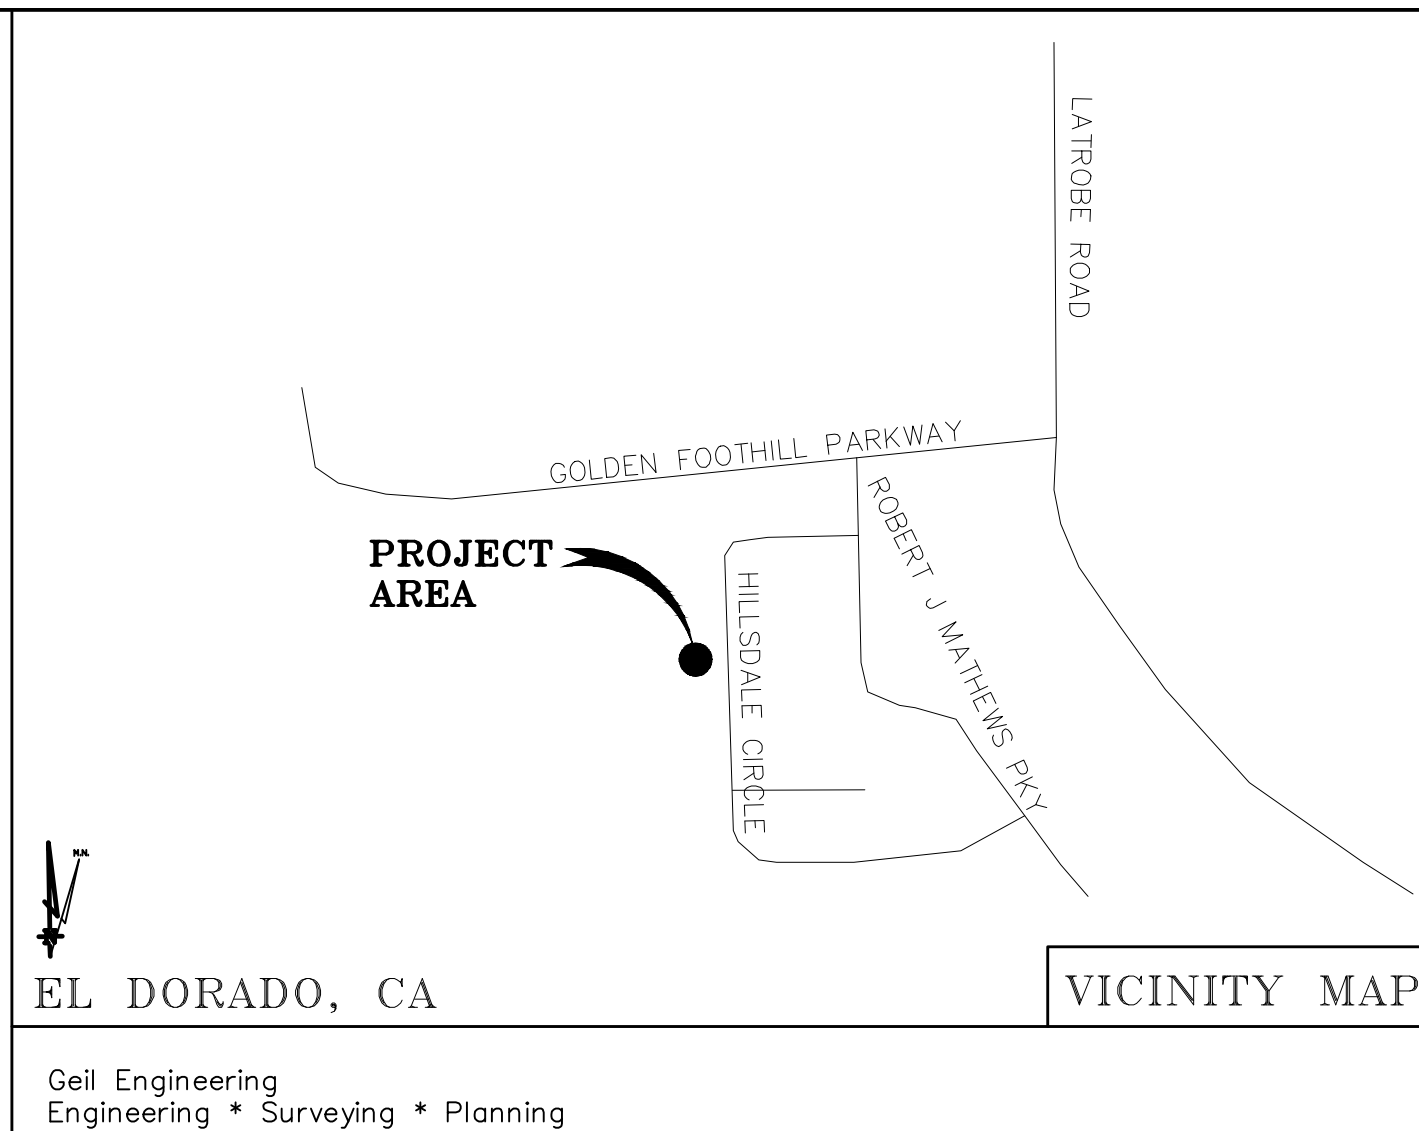 LATROBE ROAD
GOLDEN FOOTHILL PARKWAY
ROBERT J MATHEWS PKY
PROJECT
AREA
HILLSDALE CIRCLE
N.N.
EL DORADO, CA
VICINITY MAP
Geil Engineering
Engineering * Surveying * Planning